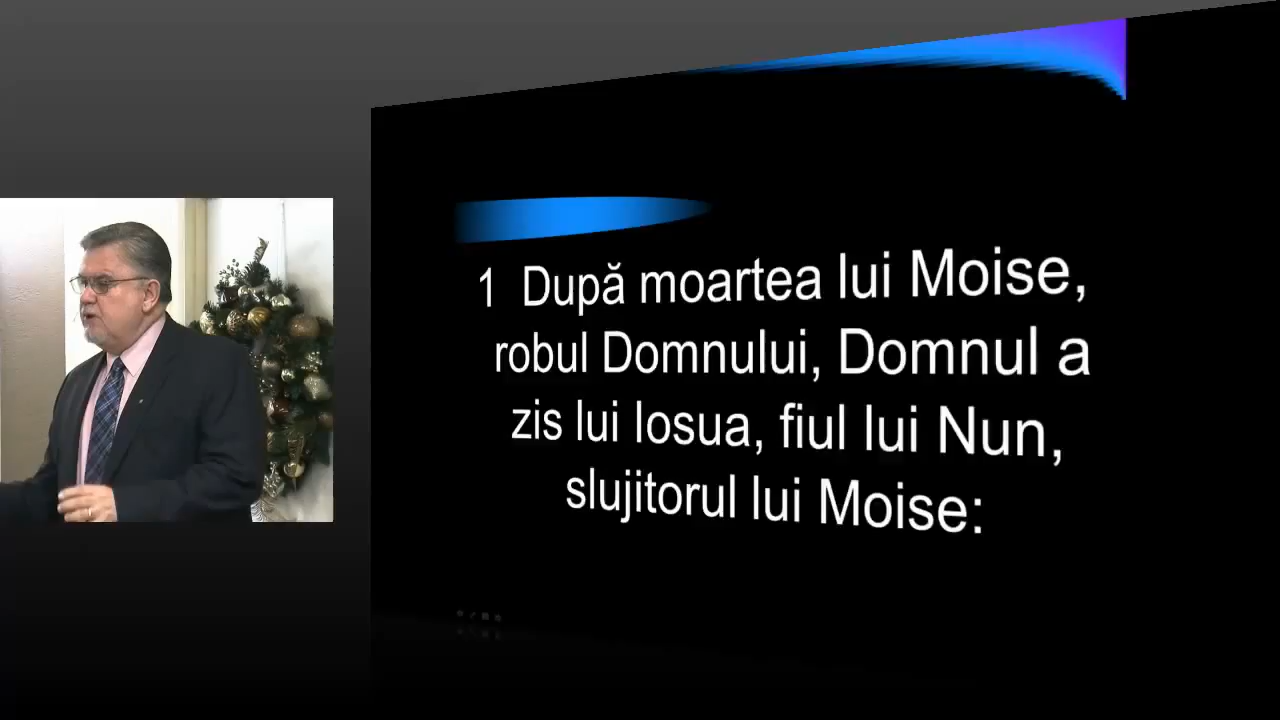 1 După moartea lui Moise,
robul Domnului, Domnul a
zis lui Iosua, fiul lui Nun,
slujitorul lui Moise: